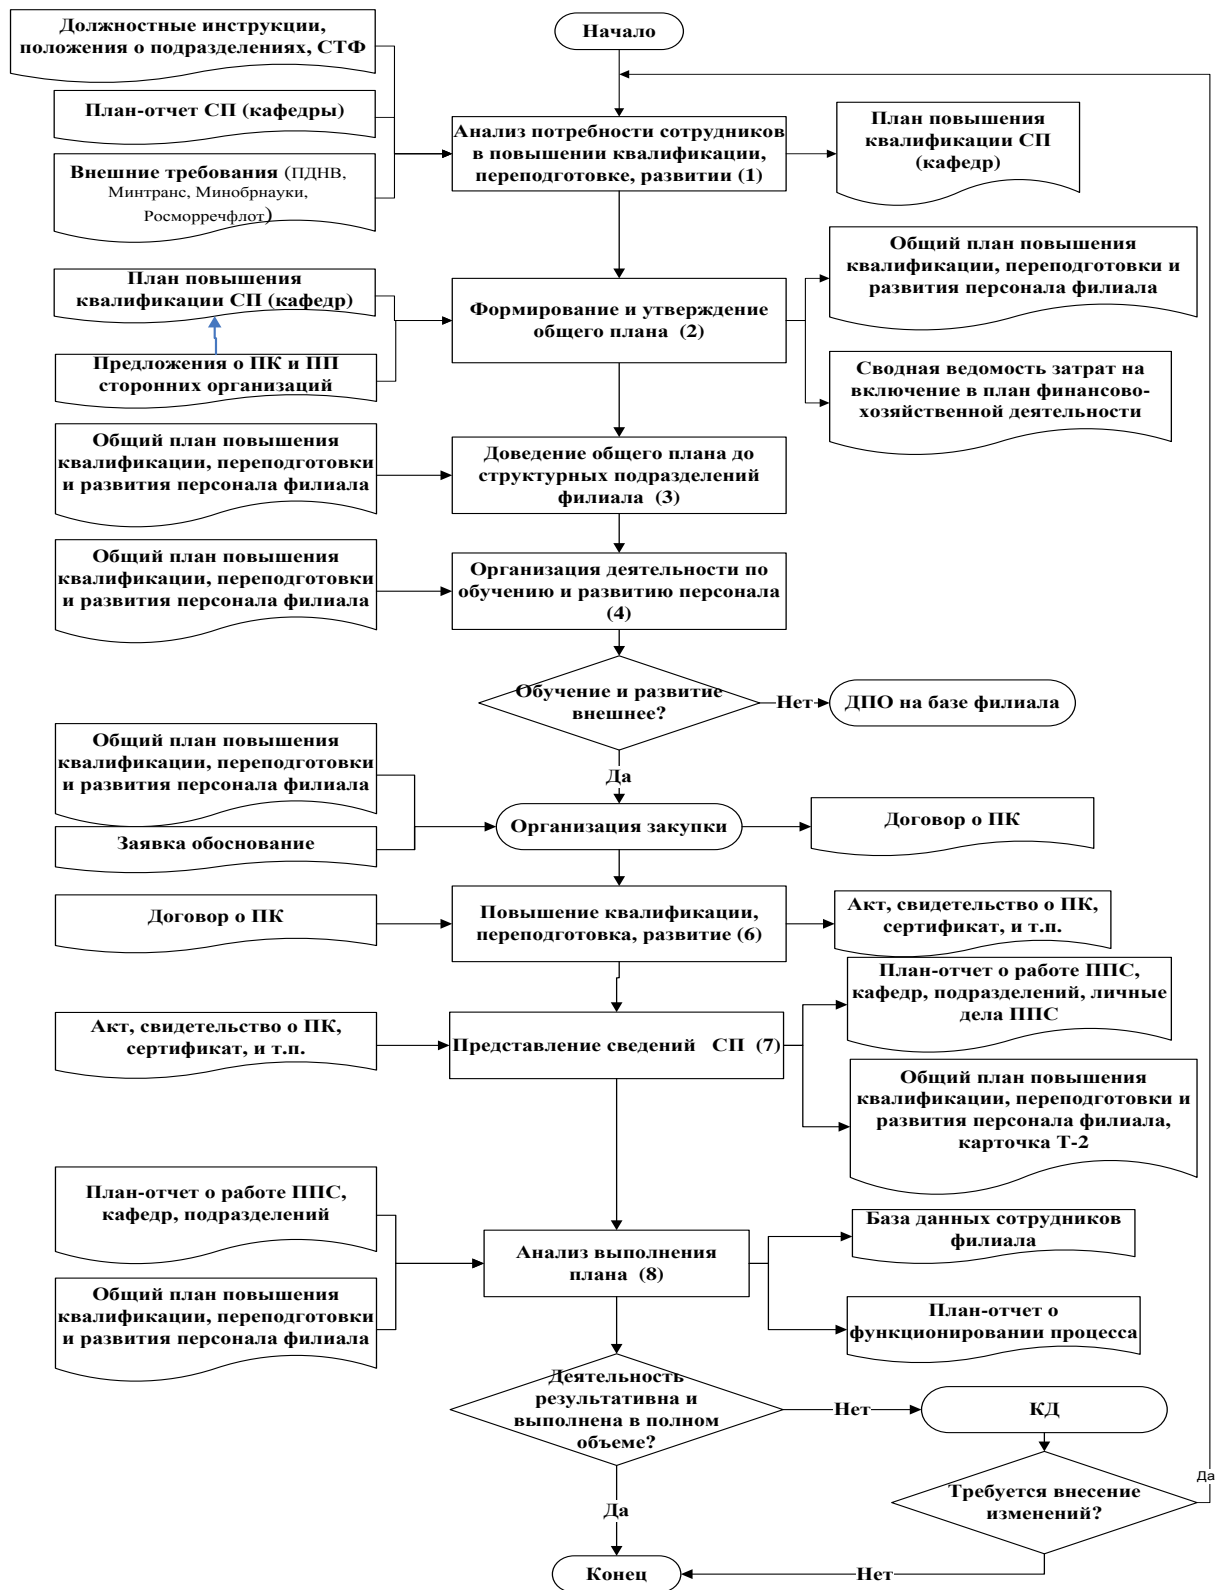 Начало
Должностные инструкции,
положения о подразделениях, СТФ
План-отчет СП (кафедры)
Внешние требования (ПДНВ,
Минтранс, Минобрнауки,
Росморречфлот)
Анализ потребности сотрудников
в повышении квалификации,
переподготовке, развитии (1)
План повышения
квалификации СП
(кафедр)
План повышения
квалификации СП (кафедр)
Предложения о ПК и ПП
сторонних организаций
Формирование и утверждение
общего плана (2)
Общий план повышения
квалификации, переподготовки и
развития персонала филиала
Сводная ведомость затрат на
включение в план финансово-
хозяйственной деятельности
Общий план повышения
квалификации, переподготовки
и развития персонала филиала
Доведение общего плана до
структурных подразделений
филиала (3)
Общий план повышения
квалификации, переподготовки
и развития персонала филиала
Организация деятельности по
обучению и развитию персонала
(4)
Обучение и развитие
внешнее?
Нет
ДПО на базе филиала
Да
Общий план повышения
квалификации, переподготовки
и развития персонала филиала
Заявка обоснование
Организация закупки
Договор о ПК
Договор о ПК
Повышение квалификации,
переподготовка, развитие (6)
Акт, свидетельство о ПК,
сертификат, и т.п.
Акт, свидетельство о ПК,
сертификат, и т.п.
Представление сведений СП (7)
План-отчет о работе ППС,
кафедр, подразделений, личные
дела ППС
Общий план повышения
квалификации, переподготовки и
развития персонала филиала,
карточка Т-2
План-отчет о работе ППС,
кафедр, подразделений
Общий план повышения
квалификации, переподготовки
и развития персонала филиала
Анализ выполнения
плана (8)
База данных сотрудников
филиала
План-отчет о
функционировании процесса
Деятельность
результативна и
выполнена в полном
объеме?
Нет
КД
Требуется внесение
изменений?
Да
Да
Нет
Конец